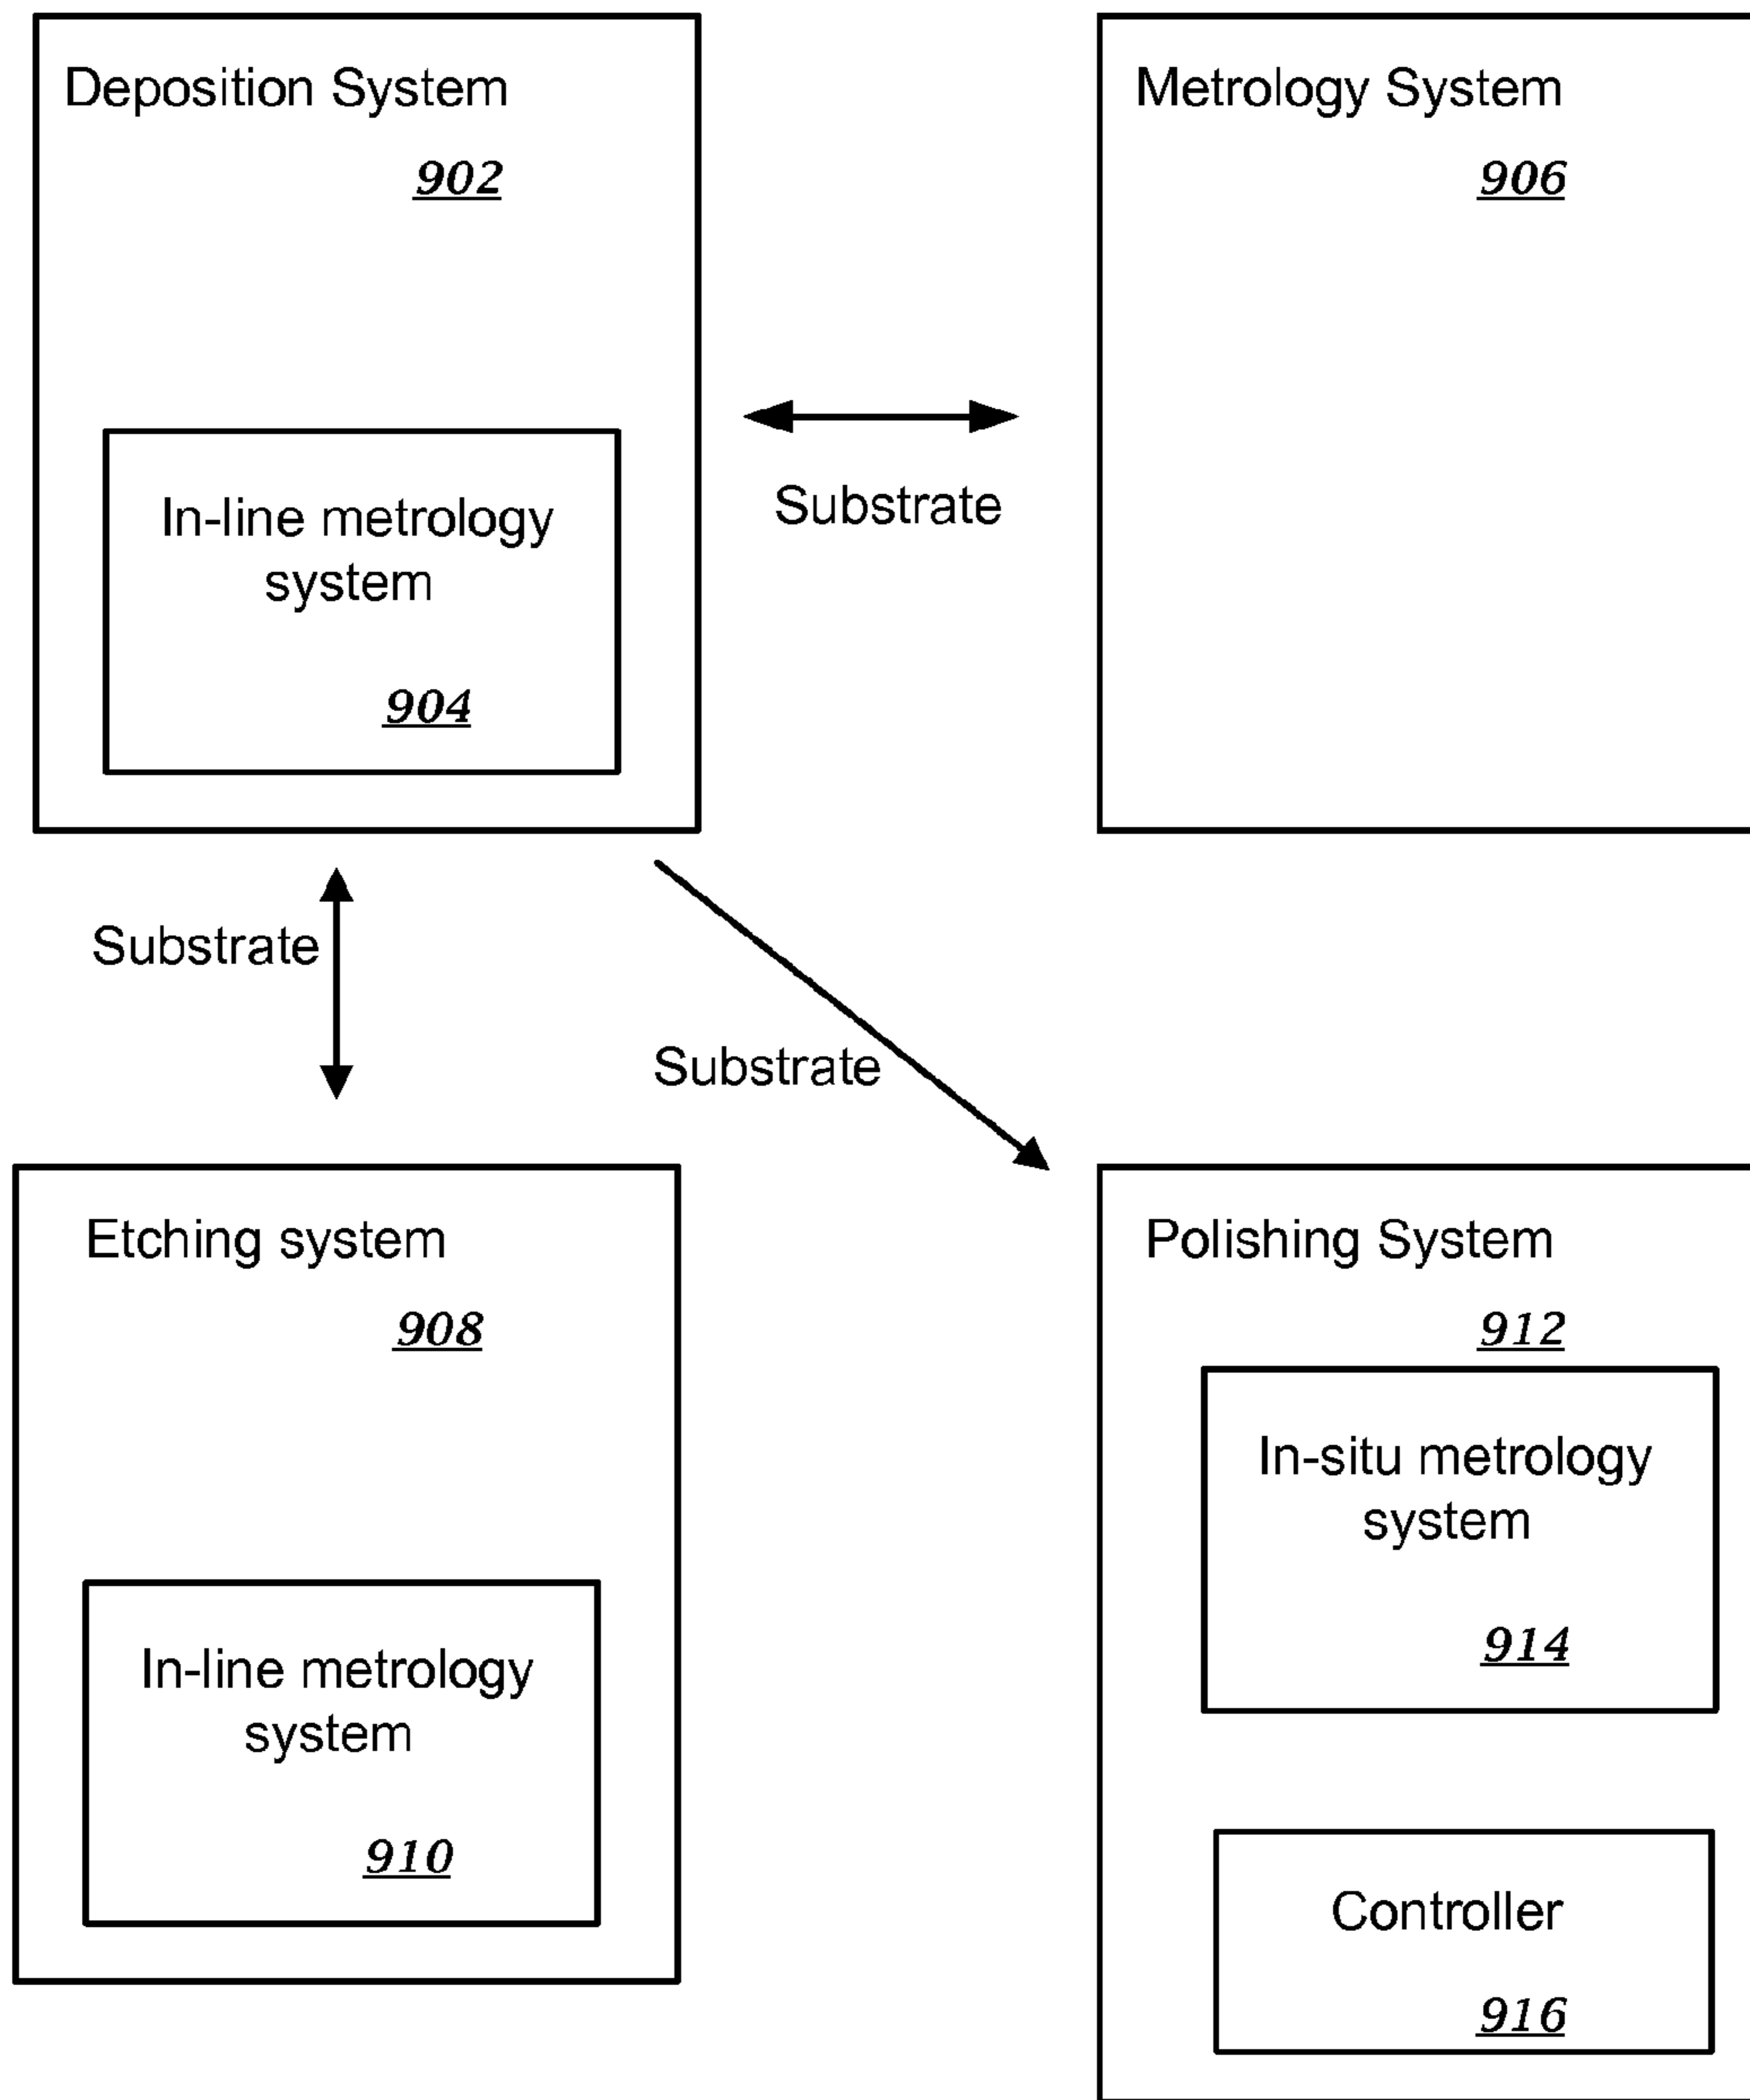 Deposition System
902
In-line metrology
system
904
Substrate
Metrology System
906
Substrate
Substrate
Etching system
908
In-line metrology
system
910
Polishing System
912
In-situ metrology
system
914
Controller
916